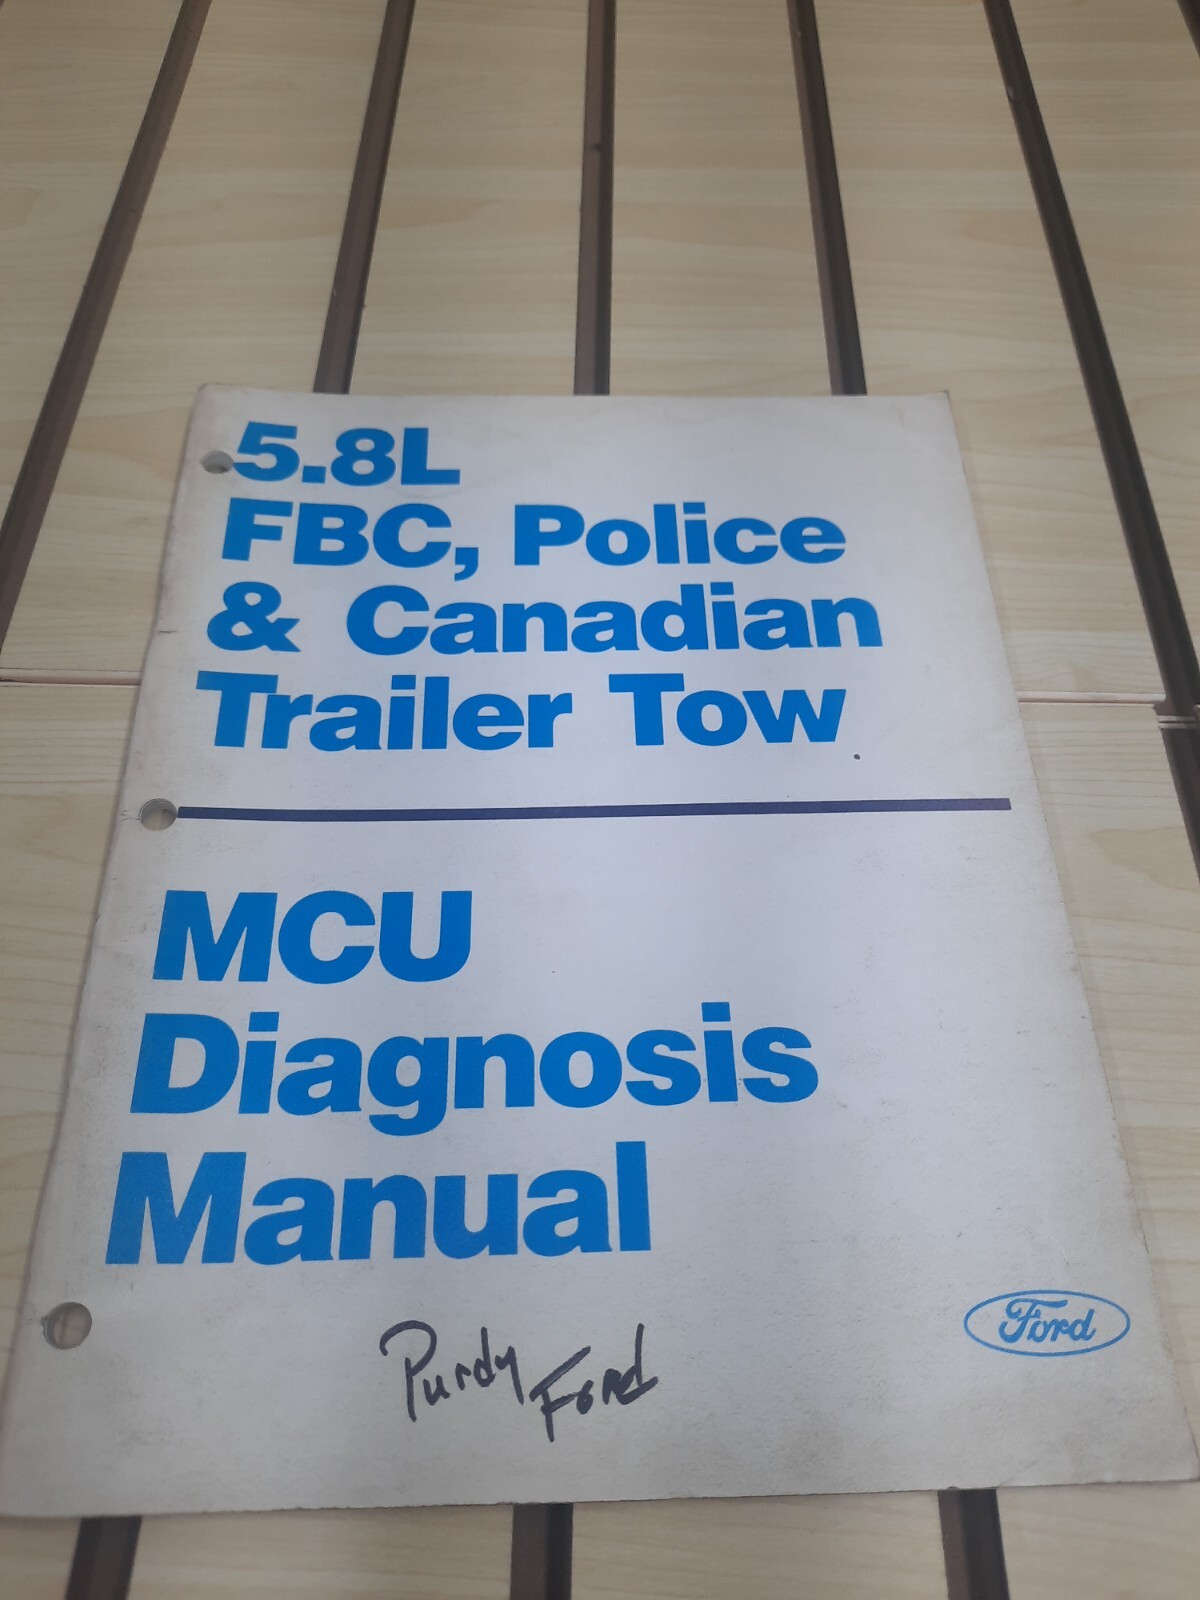 5.8L
FBC, Police
& Canadian
Trailer Tow
MCU
Diagnosis
Manual
Ford
Purdy Ford